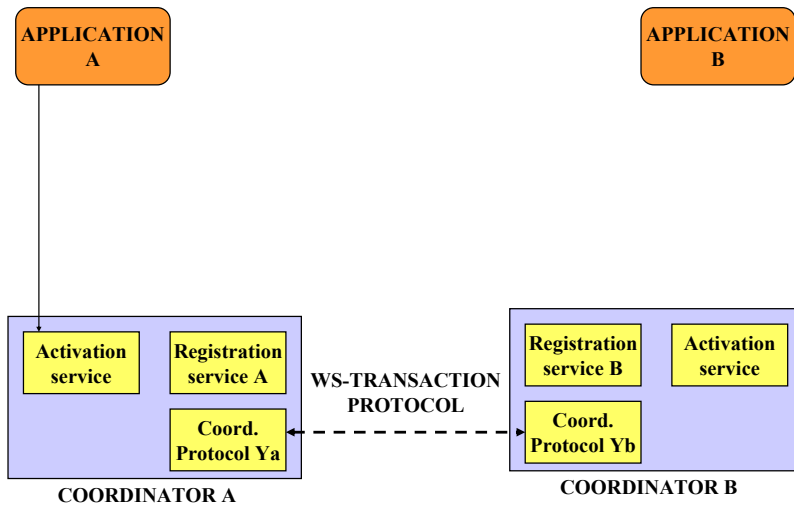 APPLICATION
A
APPLICATION
B
Activation
service
Registration
service A
Coord.
Protocol Ya
COORDINATOR A
WS-TRANSACTION
PROTOCOL
Registration
service B
Activation
service
Coord.
Protocol Yb
COORDINATOR B